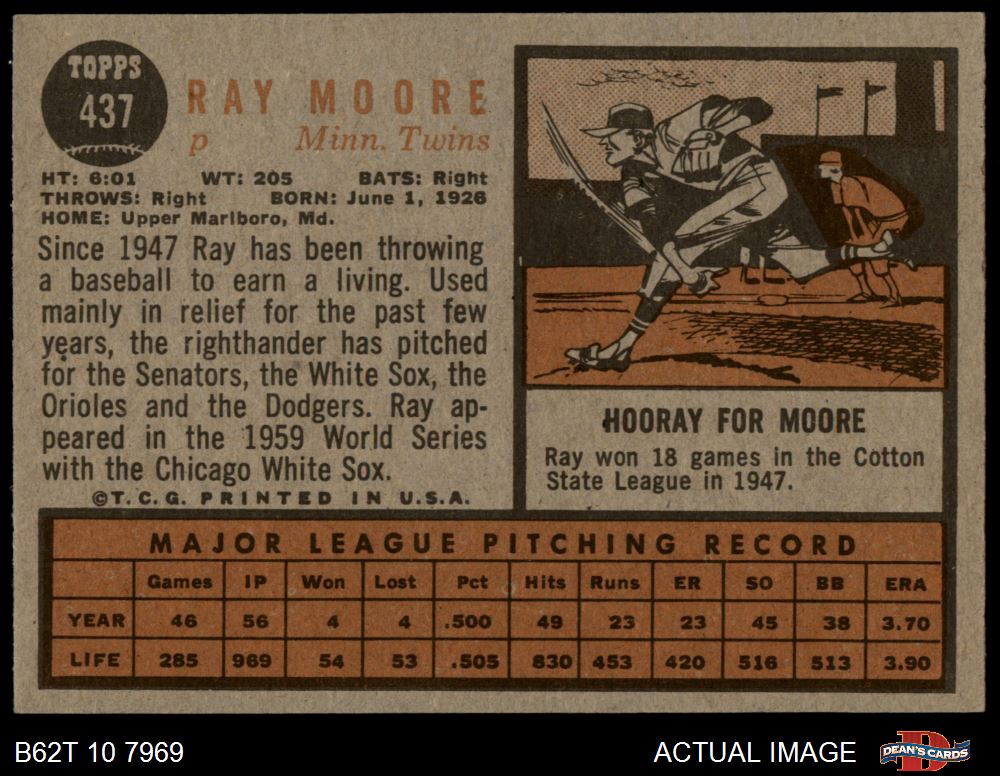 TOPPS
437
RAY MOORE
p Minn. Twins
HT: 6:01 WT: 205 BATS: Right
THROWS: Right BORN: June 1, 1926
HOME: Upper Marlboro, Md.
Since 1947 Ray has been throwing
a baseball to earn a living. Used
mainly in relief for the past few
years, the righthander has pitched
for the Senators, the White Sox, the
Orioles and the Dodgers. Ray ap-
peared in the 1959 World Series
with the Chicago White Sox.
©T.C.G. PRINTED IN U.S.A.
HOORAY FOR MOORE
Ray won 18 games in the Cotton
State League in 1947.
MAJOR LEAGUE PITCHING RECORD
Games IP Won Lost Pct Hits Runs ER SO BB ERA
YEAR 46 56 4 4 .500 49 23 23 45 38 3.70
LIFE 285 969 54 53 .505 830 453 420 516 513 3.90
B62T 10 7969 ACTUAL IMAGE DEAN'S CARDS